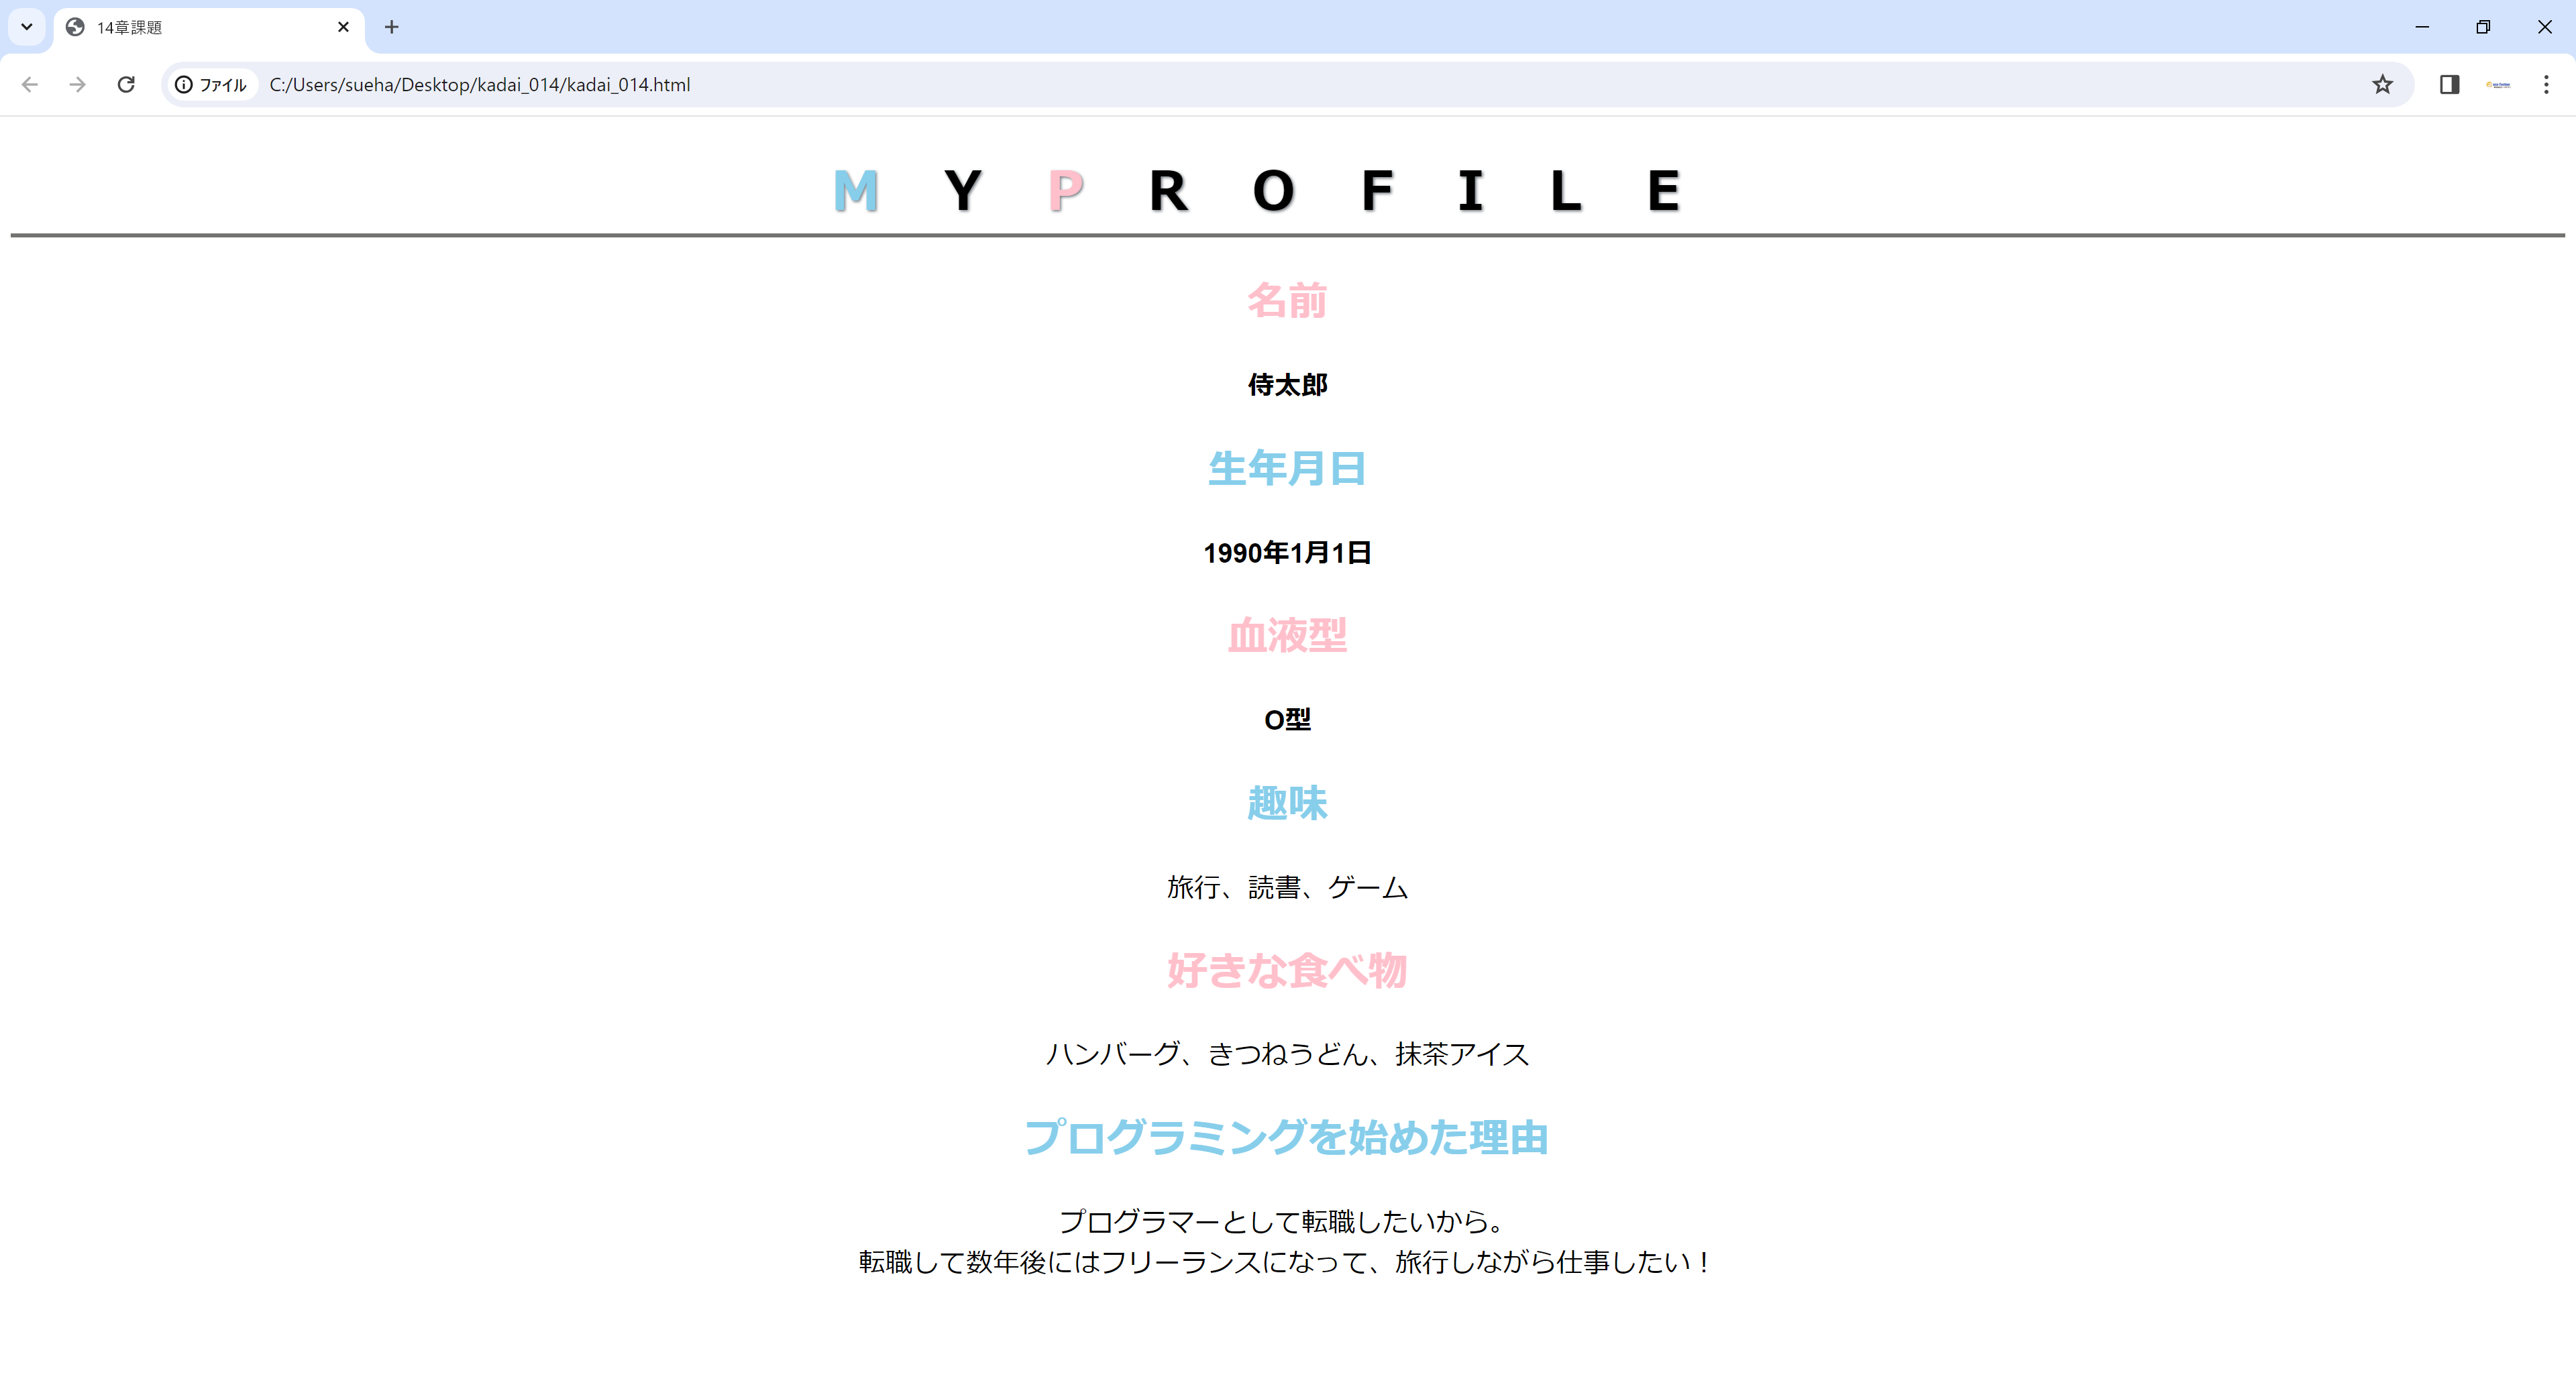 14章課題
ファイル C:/Users/sueha/Desktop/kadai_014/kadai_014.html
M Y P R O F I L E
名前
侍太郎
生年月日
1990年1月1日
血液型
O型
趣味
旅行、読書、ゲーム
好きな食べ物
ハンバーグ、きつねうどん、抹茶アイス
プログラミングを始めた理由
プログラマーとして転職したいから。
転職して数年後にはフリーランスになって、旅行しながら仕事したい！